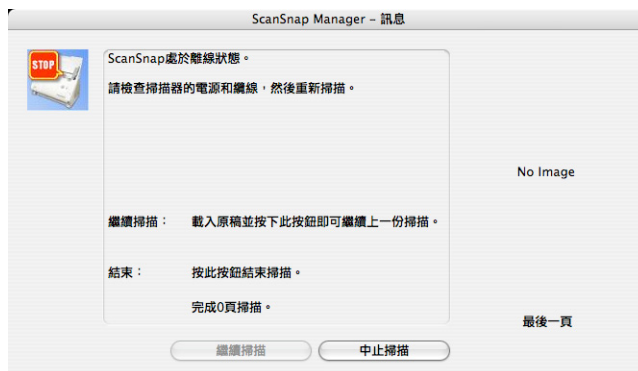 ScanSnap Manager – 訊息
STOP
ScanSnap處於離線狀態。
請檢查掃描器的電源和纜線，然後重新掃描。
No Image
繼續掃描： 載入原稿並按下此按鈕即可繼續上一份掃描。
結束： 按此按鈕結束掃描。
完成0頁掃描。
最後一頁
繼續掃描 中止掃描